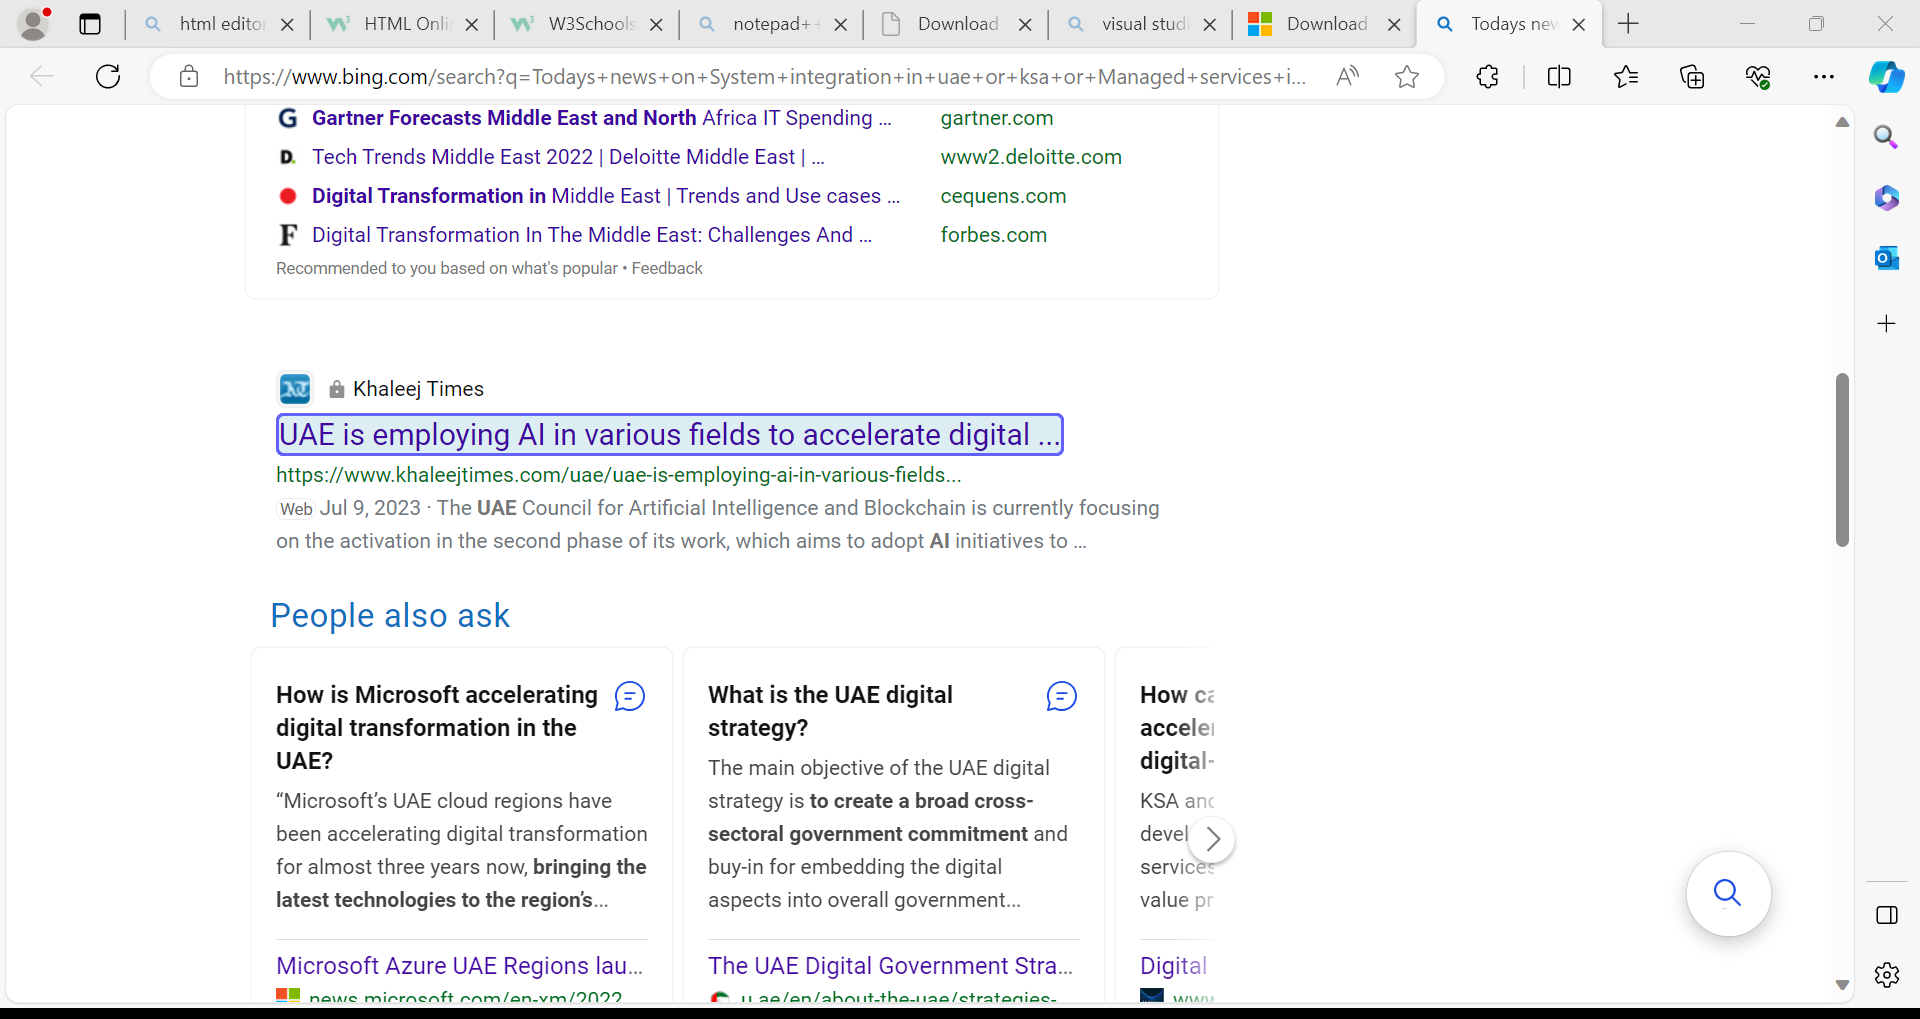 html editor
HTML Onli
W3Schools
notepad++
Download
visual studi
Download
Todays new
https://www.bing.com/search?q=Todays+news+on+System+integration+in+uae+or+ksa+or+Managed+services+i...
Gartner Forecasts Middle East and North Africa IT Spending ... gartner.com
Tech Trends Middle East 2022 | Deloitte Middle East | ... www2.deloitte.com
Digital Transformation in Middle East | Trends and Use cases ... cequens.com
Digital Transformation In The Middle East: Challenges And ... forbes.com
Recommended to you based on what's popular • Feedback
Khaleej Times
UAE is employing AI in various fields to accelerate digital ...
https://www.khaleejtimes.com/uae/uae-is-employing-ai-in-various-fields...
Web Jul 9, 2023 · The UAE Council for Artificial Intelligence and Blockchain is currently focusing
on the activation in the second phase of its work, which aims to adopt AI initiatives to ...
People also ask
How is Microsoft accelerating
digital transformation in the
UAE?
“Microsoft’s UAE cloud regions have
been accelerating digital transformation
for almost three years now, bringing the
latest technologies to the region’s...
Microsoft Azure UAE Regions lau...
news.microsoft.com/en-xm/2022
What is the UAE digital
strategy?
The main objective of the UAE digital
strategy is to create a broad cross-
sectoral government commitment and
buy-in for embedding the digital
aspects into overall government...
The UAE Digital Government Stra...
u.ae/en/about-the-uae/strategies-
How ca
acceler
digital-
KSA and
devel
services
value pr
Digital
www